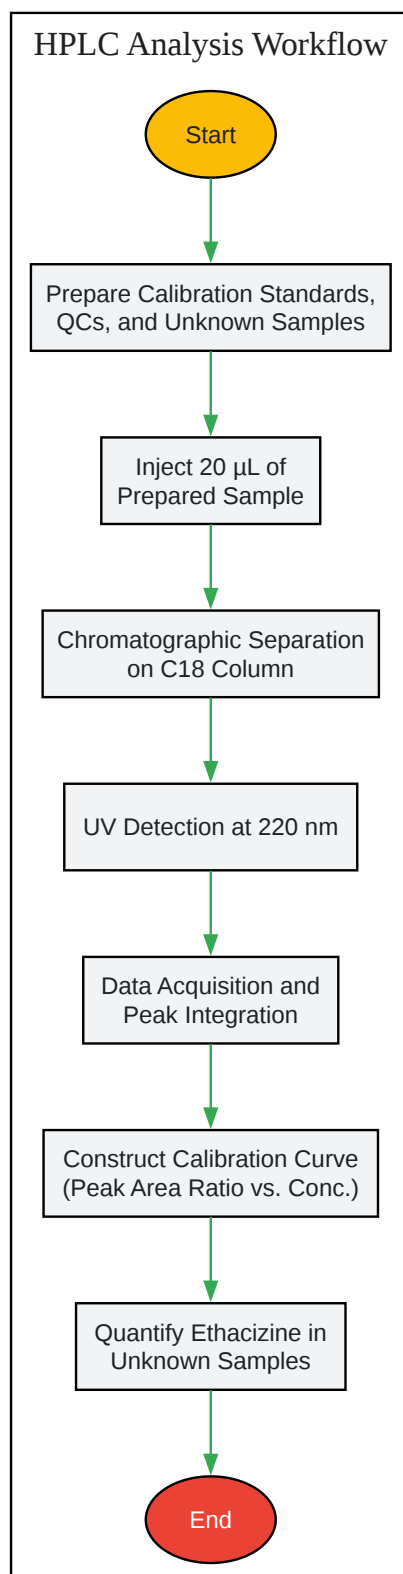 HPLC Analysis Workflow
Start
Prepare Calibration Standards,
QCs, and Unknown Samples
Inject 20 µL of
Prepared Sample
Chromatographic Separation
on C18 Column
UV Detection at 220 nm
Data Acquisition and
Peak Integration
Construct Calibration Curve
(Peak Area Ratio vs. Conc.)
Quantify Ethacizine in
Unknown Samples
End